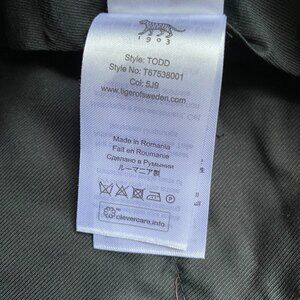 1903
Style: TODD
Style No: T67538001
Col: 5J9
www.tigerofsweden.com
Made in Romania
Fait en Roumanie
Сделано в Румынии
ルーマニア製
clevercare.info